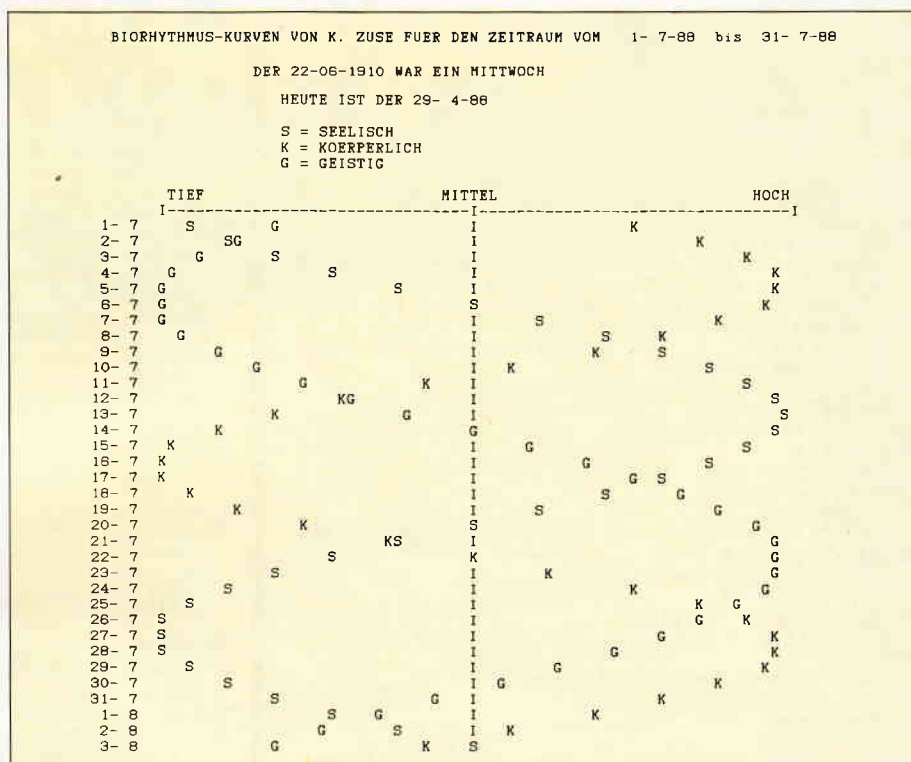 BIORHYTHMUS-KURVEN VON K. ZUSE FUER DEN ZEITRAUM VOM 1- 7-88 bis 31- 7-88
DER 22-06-1910 WAR EIN MITTWOCH
HEUTE IST DER 29- 4-88
S = SEELISCH
K = KOERPERLICH
G = GEISTIG
TIEF MITTEL HOCH
I------------------------------I------------------------------I
1- 7 S G I K
2- 7 SG I K
3- 7 G S I K
4- 7 G S I K
5- 7 G S I K
6- 7 G S K
7- 7 G I S K
8- 7 G I S K
9- 7 G I K S
10- 7 G I K S
11- 7 G K I S
12- 7 KG I S
13- 7 K G I S
14- 7 K G S
15- 7 K I G S
16- 7 K I G S
17- 7 K I G S
18- 7 K I S G
19- 7 K I S G
20- 7 K S G
21- 7 KS I G
22- 7 S K G
23- 7 S I K G
24- 7 S I K G
25- 7 S I K G
26- 7 S I G K
27- 7 S I G K
28- 7 S I G K
29- 7 S I G K
30- 7 S I G K
31- 7 S G I K
1- 8 S G I K
2- 8 G S I K
3- 8 G K S